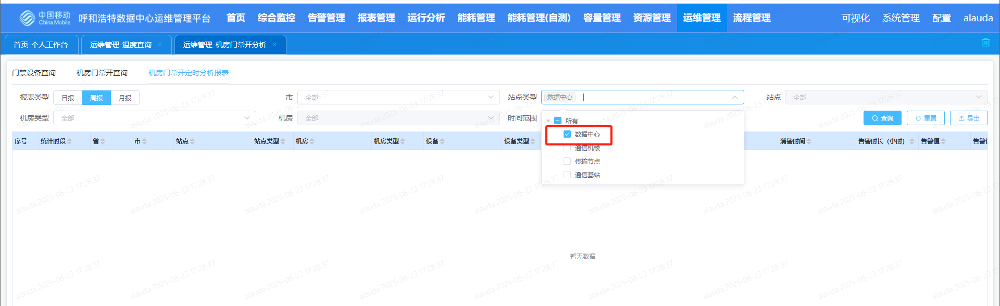 中国移动 China Mobile 呼和浩特数据中心运维管理平台 首页 综合监控 告警管理 报表管理 运行分析 能耗管理 能耗管理(自测) 容量管理 资源管理 运维管理 流程管理 可视化 系统管理 配置 alauda
首页-个人工作台 运维管理-温度查询 × 运维管理-机房门常开分析 ×
门禁设备查询 机房门常开查询 机房门常开定时分析报表
报表类型 日报 周报 月报 市 全部 站点类型 数据中心 站点 全部
机房类型 全部 机房 全部 时间范围 查询 重置 导出
所有
数据中心
通信机楼
传输节点
通信基站
序号 统计时段 省 市 站点 站点类型 机房 机房类型 设备 设备类型 消警时间 告警时长（小时） 告警值 告警
暂无数据
alauda 2025-06-23 17:28:37